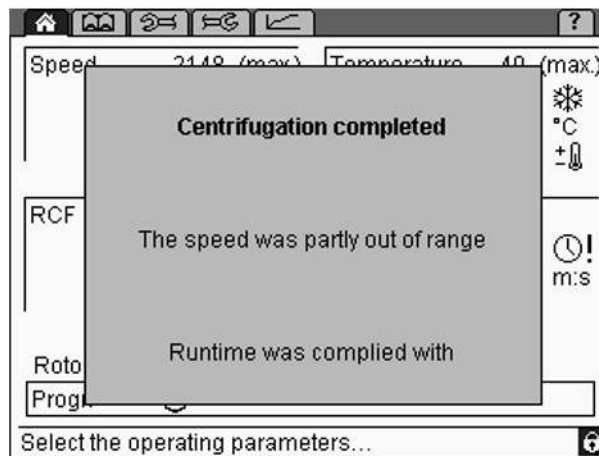 ?
Speed 2148 (max.) Temperature 40 (max.)
Centrifugation completed
°C
RCF
The speed was partly out of range
m:s
Runtime was complied with
Select the operating parameters...